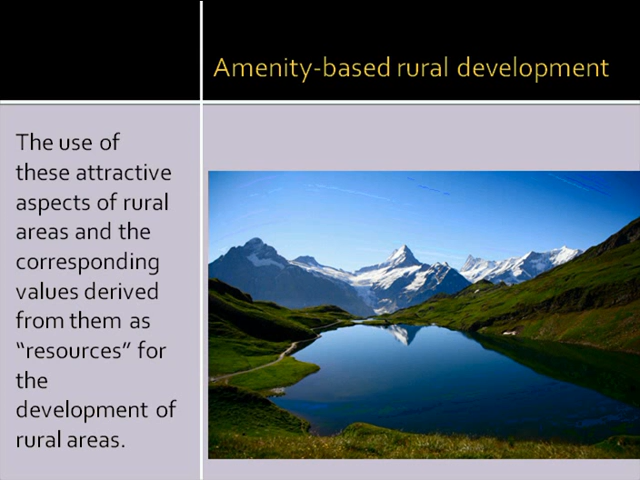 Amenity-based rural development
The use of
these attractive
aspects of rural
areas and the
corresponding
values derived
from them as
“resources” for
the
development of
rural areas.